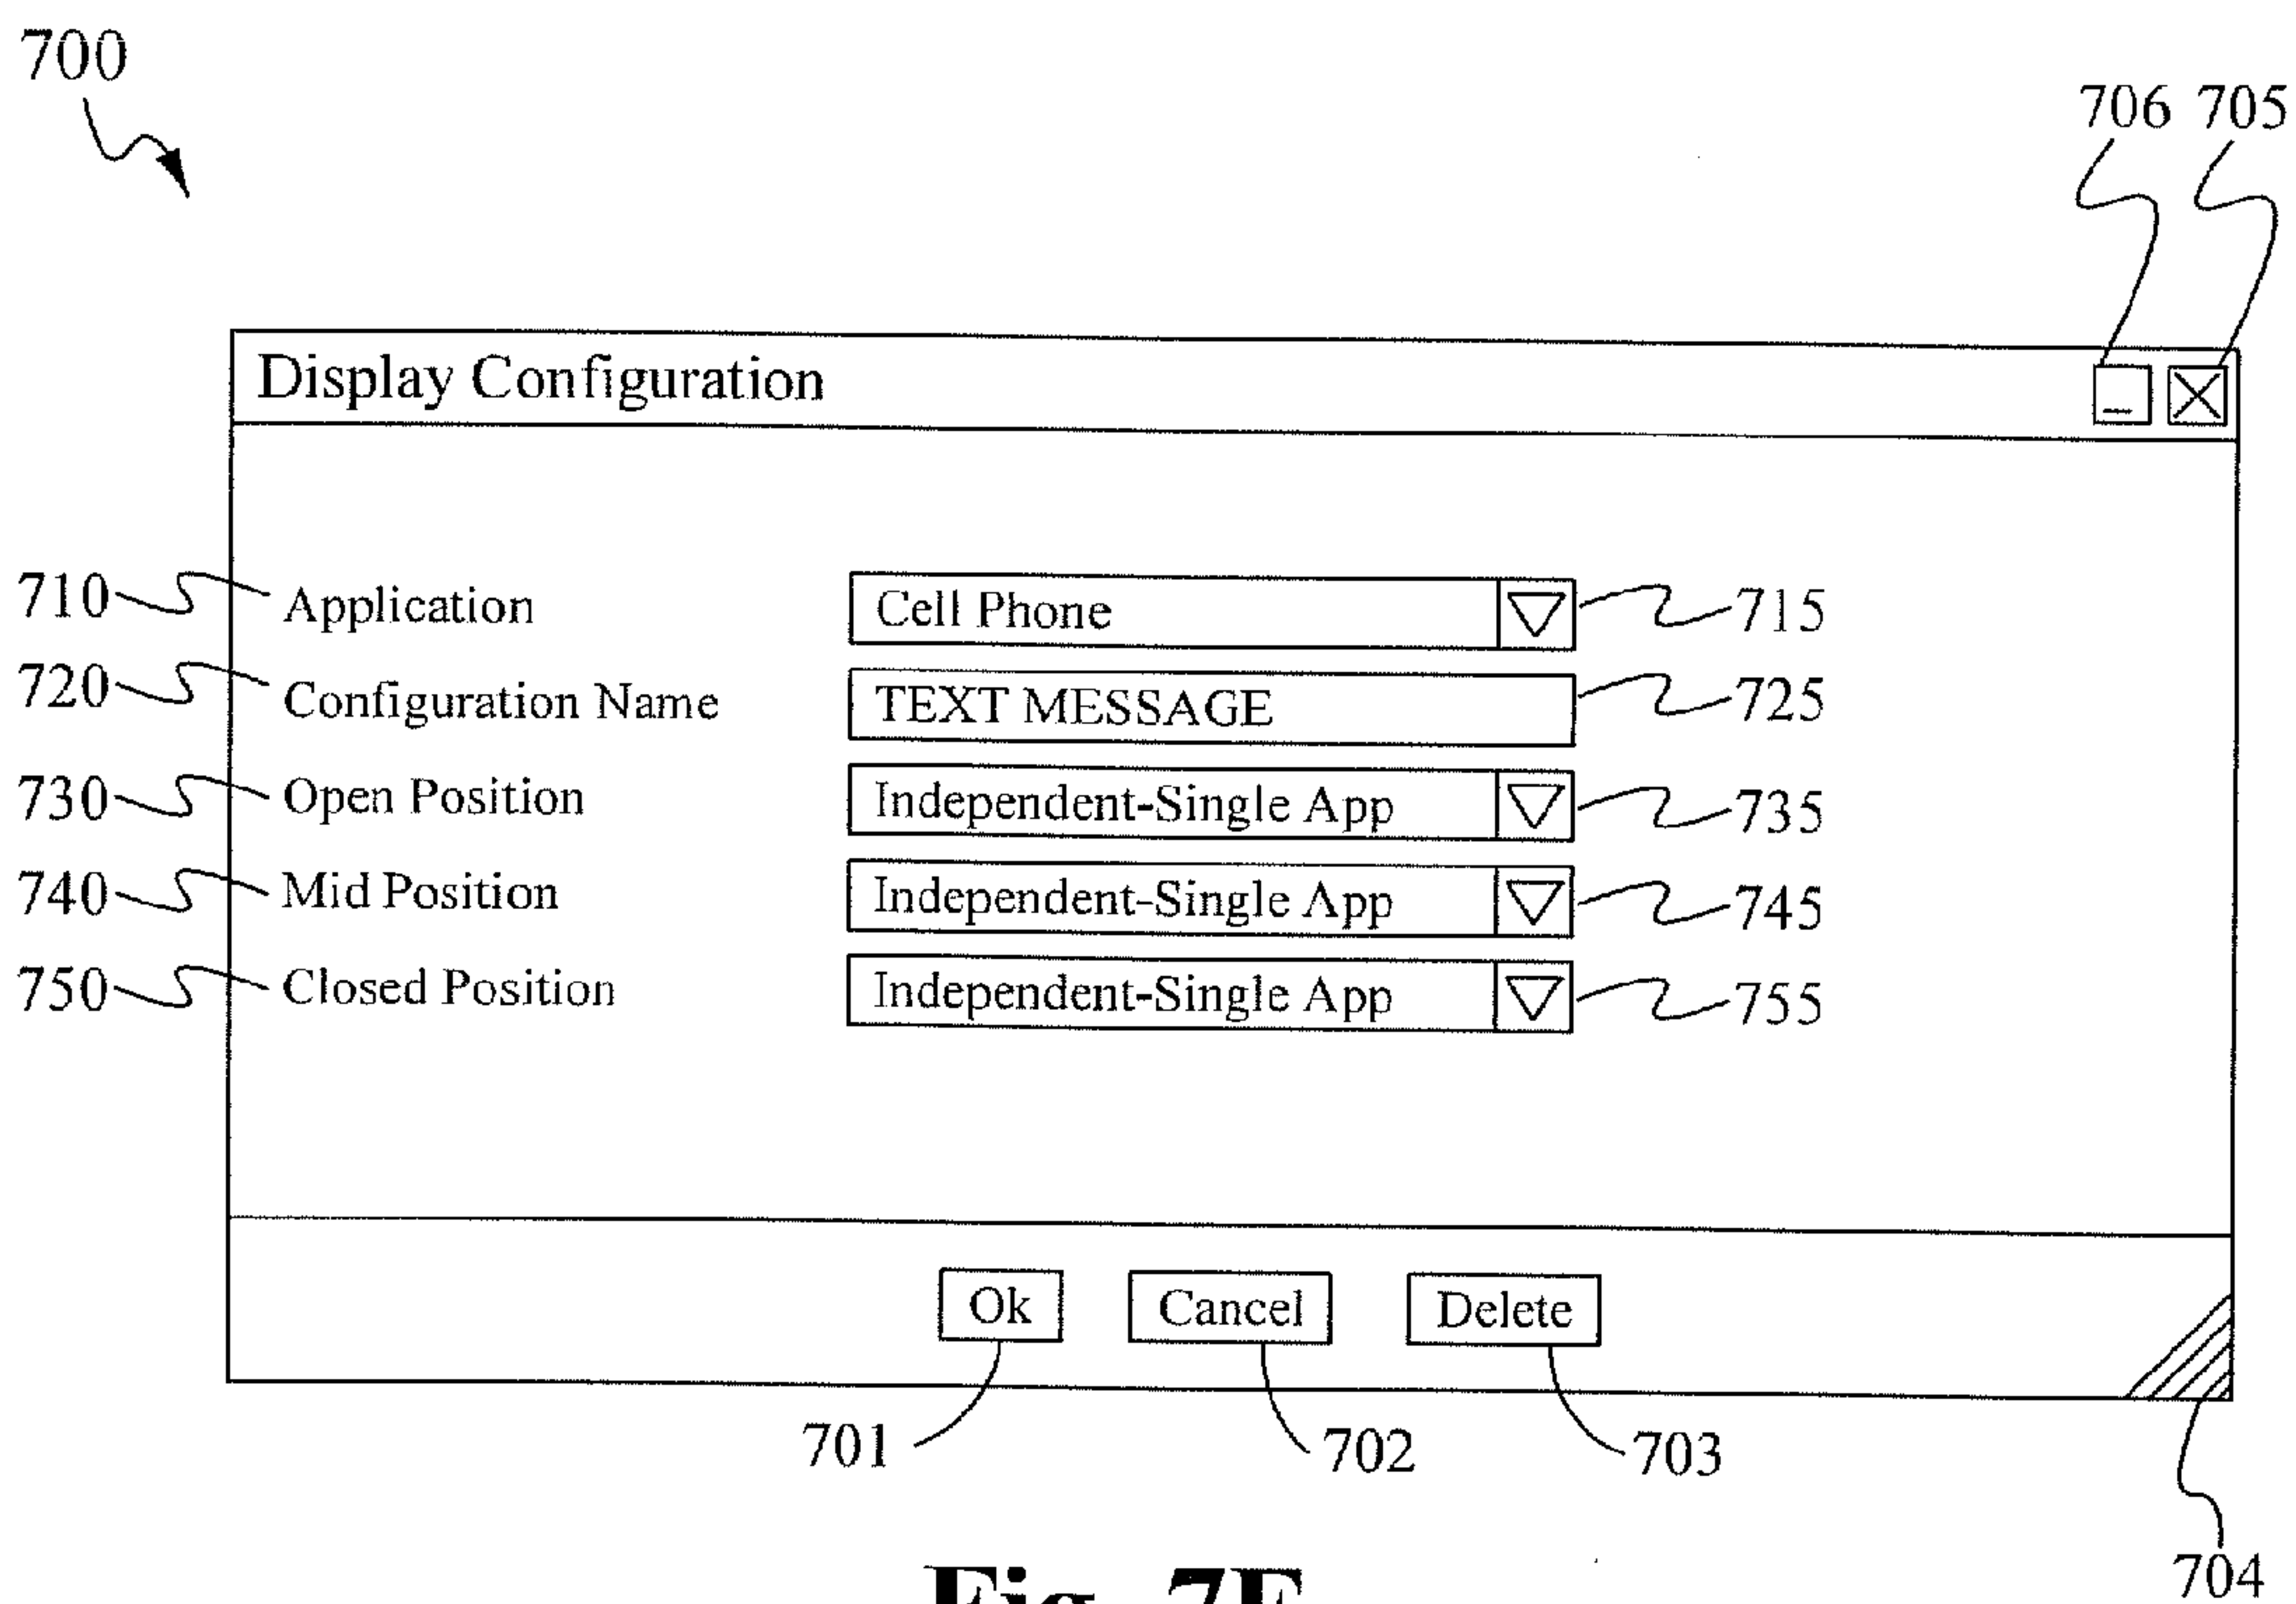 700
706 705
Display Configuration
710 Application Cell Phone 715
720 Configuration Name TEXT MESSAGE 725
730 Open Position Independent-Single App 735
740 Mid Position Independent-Single App 745
750 Closed Position Independent-Single App 755
Ok Cancel Delete
701 702 703
704